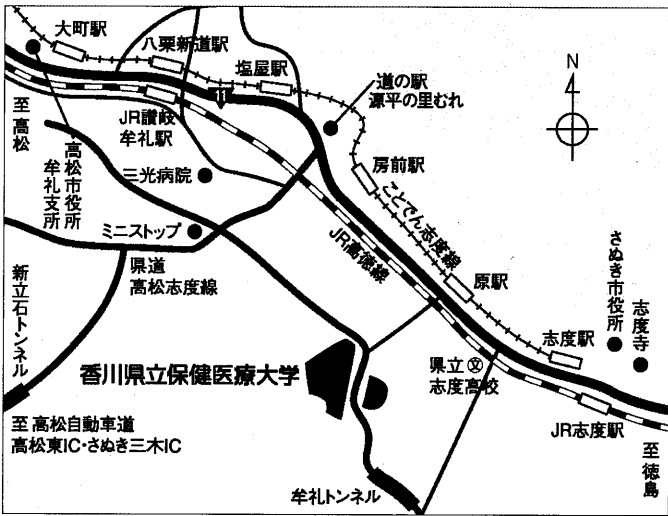 大町駅
八栗新道駅
塩屋駅
道の駅
源平の里むれ
N
至高松
高松市役所
牟礼支所
JR讃岐
牟礼駅
11
三光病院
房前駅
ことでん志度線
ミニストップ
JR高徳線
県道
高松志度線
原駅
さぬき市役所
志度寺
新立石トンネル
志度駅
香川県立保健医療大学
県立文
志度高校
JR志度駅
至高松自動車道
高松東IC・さぬき三木IC
至徳島
牟礼トンネル